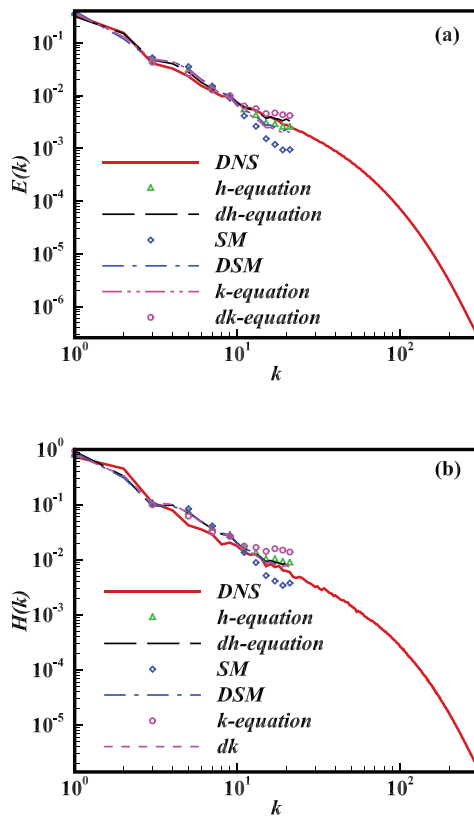 (a)
10^-1
10^-2
10^-3
10^-4
10^-5
10^-6
E(k)
DNS
h-equation
dh-equation
SM
DSM
k-equation
dk-equation
10^0
10^1
10^2
k
(b)
10^0
10^-1
10^-2
10^-3
10^-4
10^-5
H(k)
DNS
h-equation
dh-equation
SM
DSM
k-equation
dk
10^0
10^1
10^2
k